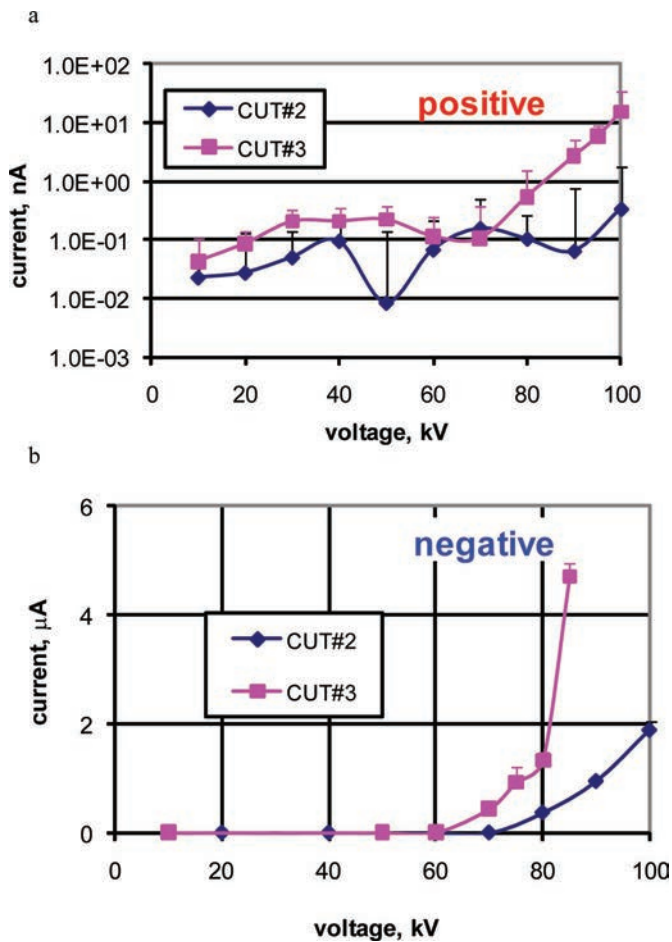 a
1.0E+02
positive
CUT#2
1.0E+01
CUT#3
1.0E+00
1.0E-01
1.0E-02
1.0E-03
current, nA
0 20 40 60 80 100
voltage, kV
b
6
negative
4
CUT#2
CUT#3
2
0
current, μA
0 20 40 60 80 100
voltage, kV